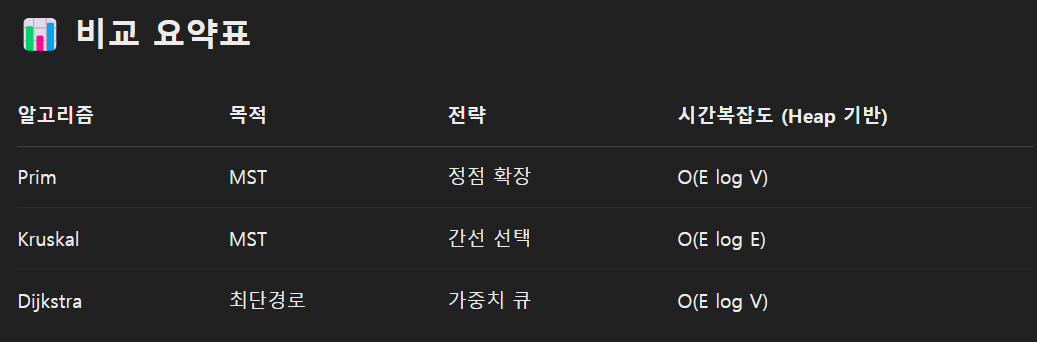 비교 요약표
알고리즘 목적 전략 시간복잡도 (Heap 기반)
Prim MST 정점 확장 O(E log V)
Kruskal MST 간선 선택 O(E log E)
Dijkstra 최단경로 가중치 큐 O(E log V)